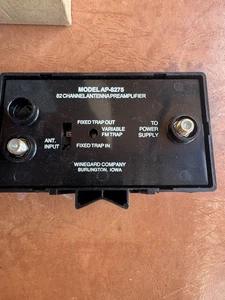 MODEL AP-8275
82 CHANNEL ANTENNA PREAMPLIFIER
FIXED TRAP OUT
VARIABLE
FM TRAP
FIXED TRAP IN
ANT.
INPUT
TO
POWER
SUPPLY
WINEGARD COMPANY
BURLINGTON, IOWA